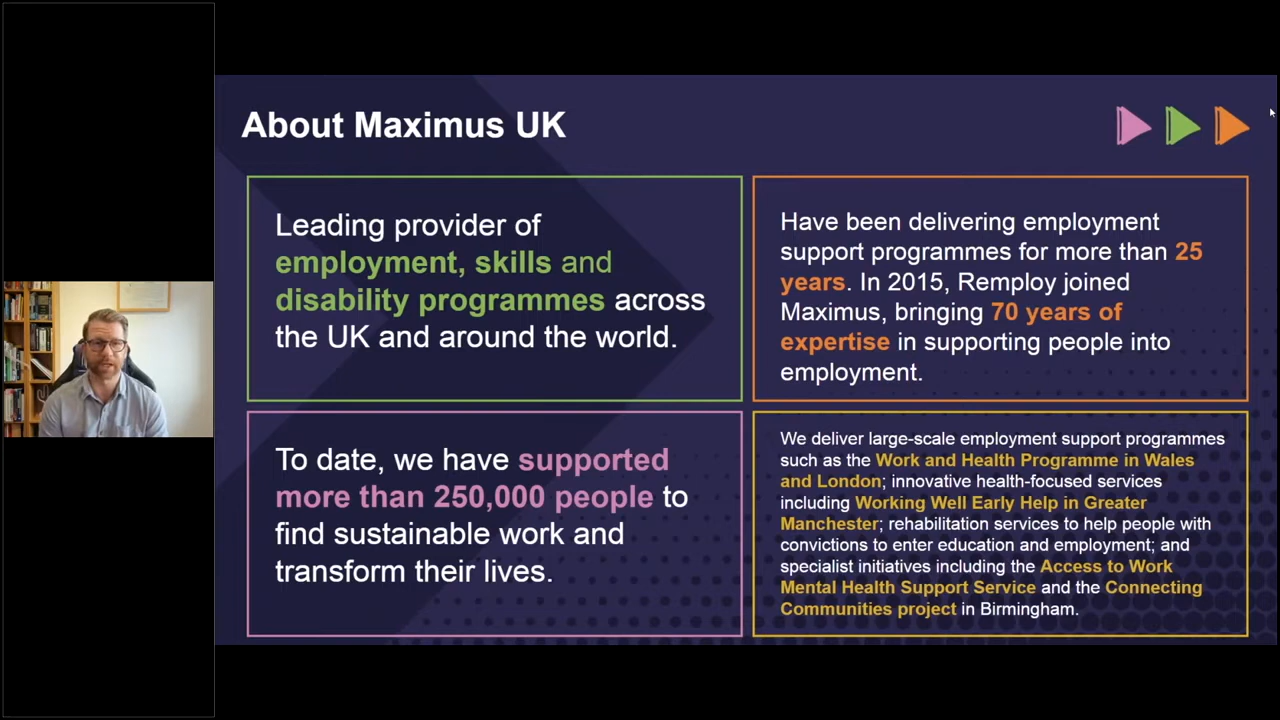 About Maximus UK
Leading provider of
employment, skills and
disability programmes across
the UK and around the world.
Have been delivering employment
support programmes for more than 25
years. In 2015, Remploy joined
Maximus, bringing 70 years of
expertise in supporting people into
employment.
To date, we have supported
more than 250,000 people to
find sustainable work and
transform their lives.
We deliver large-scale employment support programmes
such as the Work and Health Programme in Wales
and London; innovative health-focused services
including Working Well Early Help in Greater
Manchester; rehabilitation services to help people with
convictions to enter education and employment; and
specialist initiatives including the Access to Work
Mental Health Support Service and the Connecting
Communities project in Birmingham.